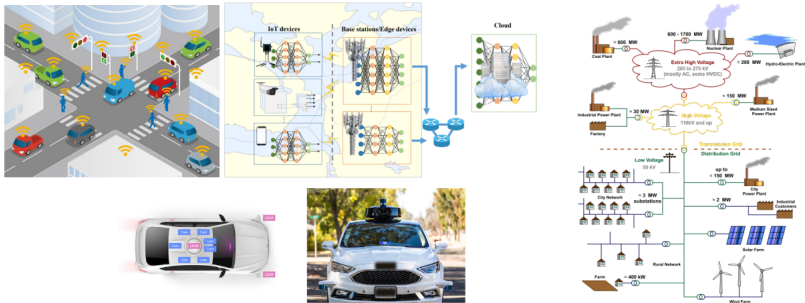 IoT devices
Base stations/Edge devices
Cloud
≈ 600 MW
Coal Plant
600 - 1700 MW
Nuclear Plant
≈ 200 MW
Hydro-Electric Plant
Extra High Voltage
265 to 275 kV
(mostly AC, some HVDC)
≈ 30 MW
Industrial Power Plant
Factory
≈ 150 MW
Medium Sized
Power Plant
High Voltage
110kV and up
Transmission Grid
Distribution Grid
Low Voltage
50 kV
up to
≈ 150 MW
City
Power Plant
City Network
≈ 3 MW
substations
≈ 2 MW
Industrial
Customers
Solar Farm
Rural Network
Farm
≈ 400 kW
Wind Farm